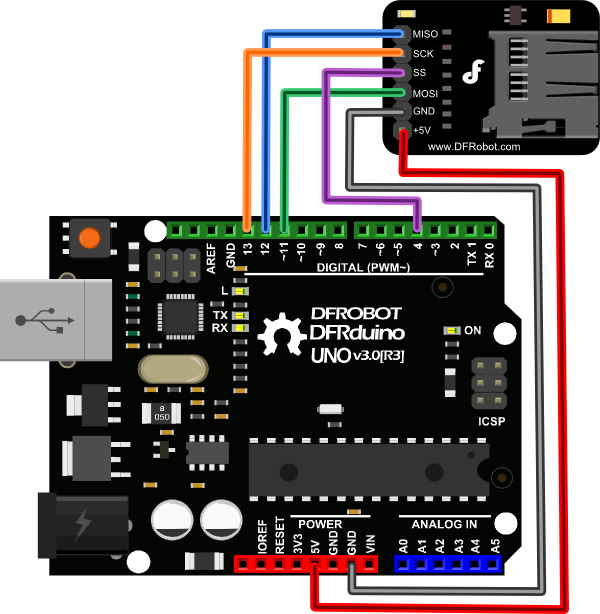 MISO
SCK
SS
MOSI
GND
+5V
www.DFRobot.com
AREF
GND
13
12
~11
~10
~9
8
7
~6
~5
4
~3
2
TX 1
RX 0
DIGITAL (PWM~)
L
TX
RX
DFROBOT
DFRduino
UNO v3.0[R3]
ON
ICSP
a
050
POWER
ANALOG IN
IOREF
RESET
3V3
5V
GND
GND
VIN
A0
A1
A2
A3
A4
A5